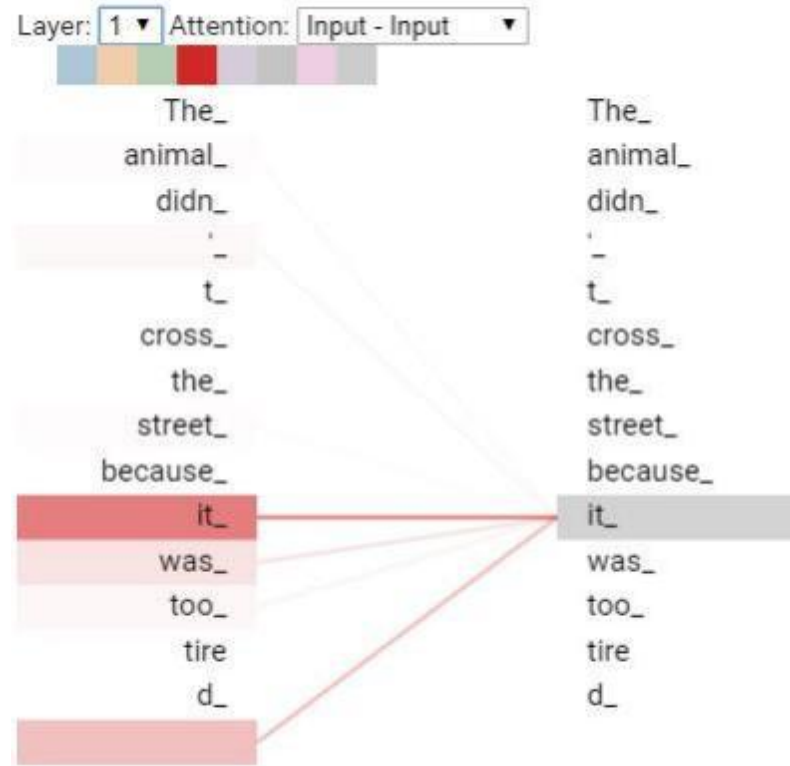 Layer: 1 ▼ Attention: Input - Input ▼
The_ The_
animal_ animal_
didn_ didn_
'_ '_
t_ t_
cross_ cross_
the_ the_
street_ street_
because_ because_
it_ it_
was_ was_
too_ too_
tire tire
d_ d_